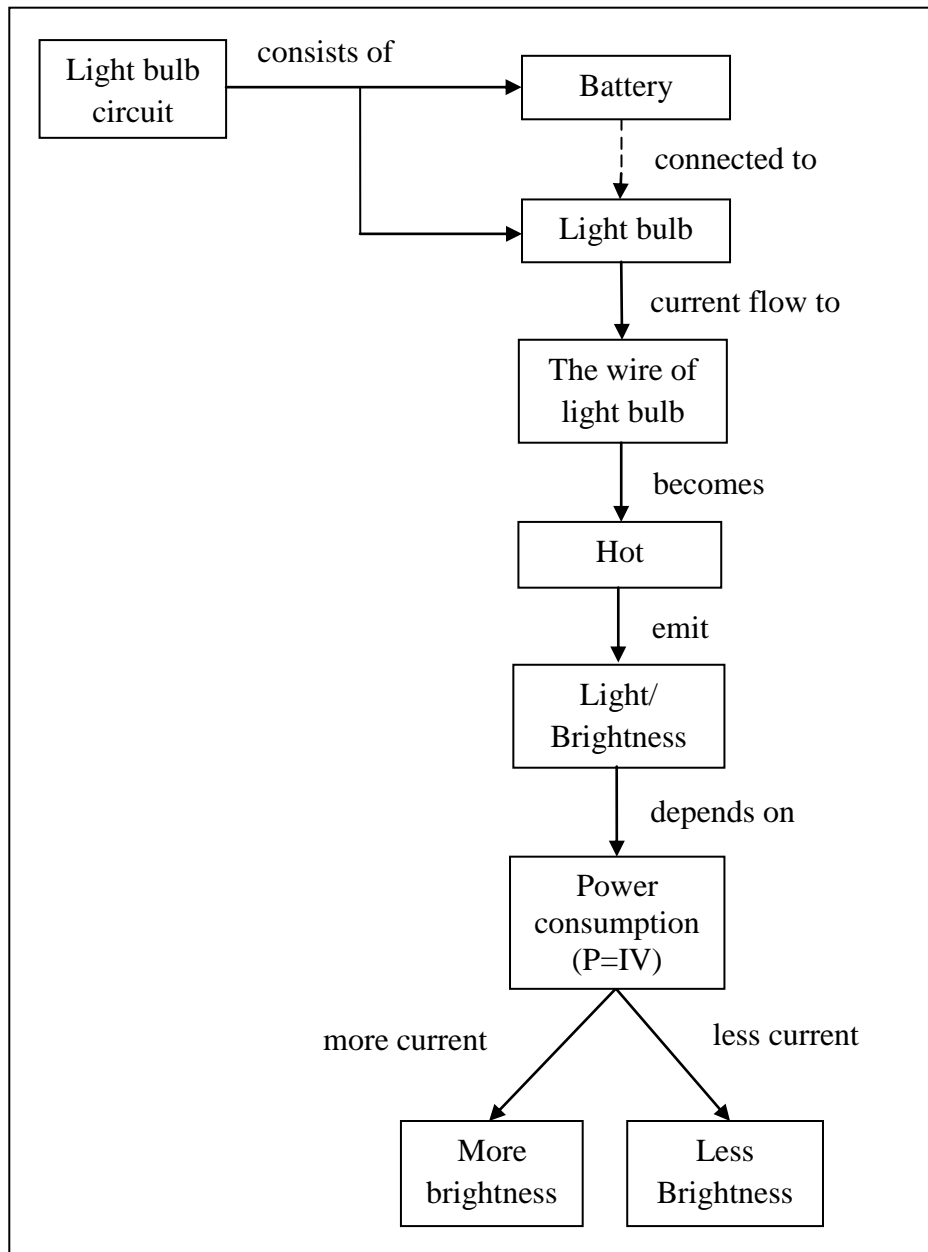 Light bulb
circuit
consists of
Battery
connected to
Light bulb
current flow to
The wire of
light bulb
becomes
Hot
emit
Light/
Brightness
depends on
Power
consumption
(P=IV)
more current
less current
More
brightness
Less
Brightness